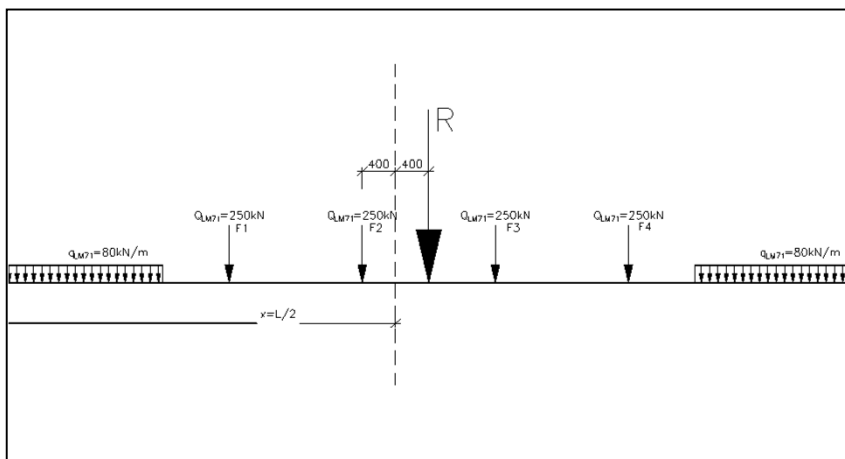 R
400 400
QLM71=250kN QLM71=250kN QLM71=250kN QLM71=250kN
F1 F2 F3 F4
qLM71=80kN/m qLM71=80kN/m
x=L/2